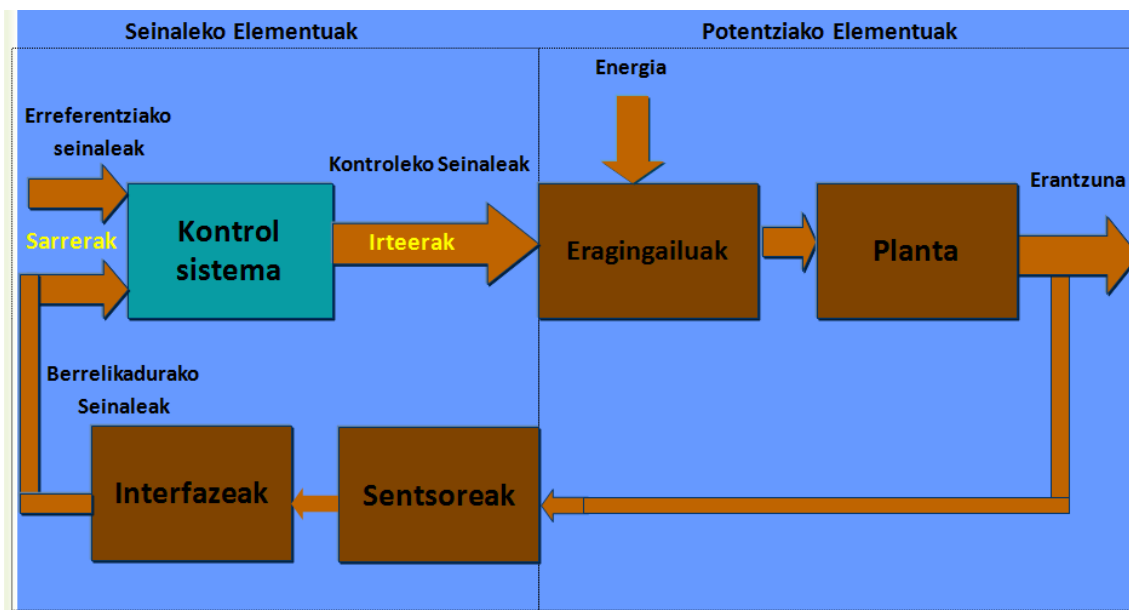 Seinaleko Elementuak
Potentziako Elementuak
Energia
Erreferentziako
seinaleak
Kontroleko Seinaleak
Erantzuna
Sarrerak
Kontrol
sistema
Irteerak
Eragingailuak
Planta
Berrelikadurako
Seinaleak
Interfazeak
Sentsoreak